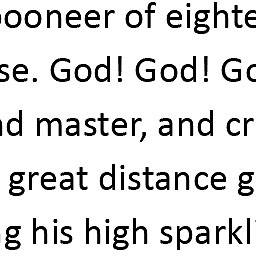 pooneer of eighte
se. God! God! Go
nd master, and cr
great distance g
g his high sparkl